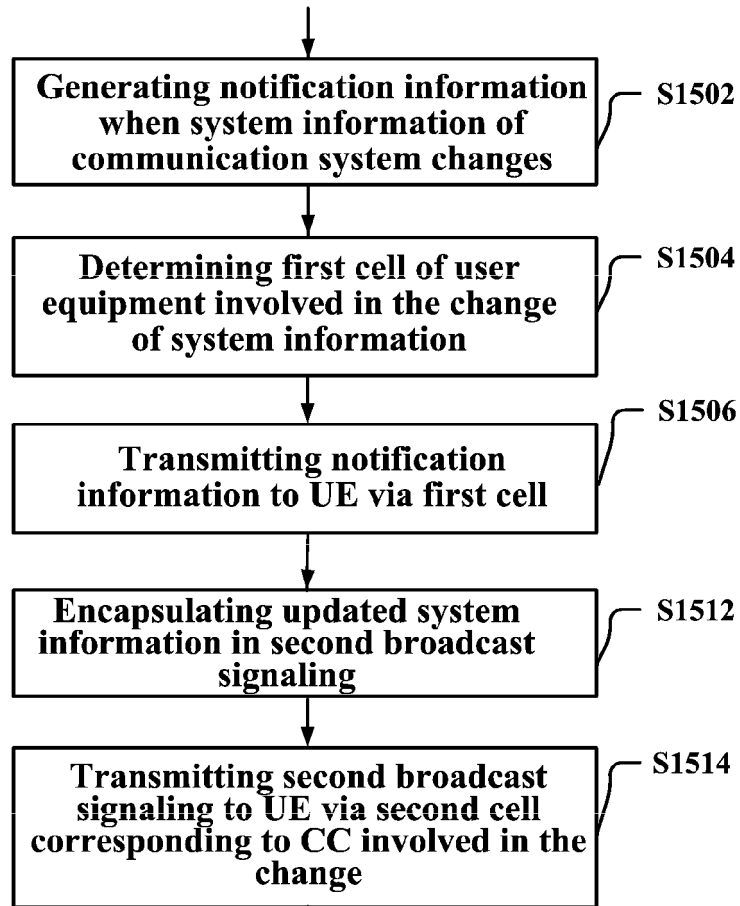 Generating notification information
when system information of
communication system changes
S1502
Determining first cell of user
equipment involved in the change
of system information
S1504
Transmitting notification
information to UE via first cell
S1506
Encapsulating updated system
information in second broadcast
signaling
S1512
Transmitting second broadcast
signaling to UE via second cell
corresponding to CC involved in the
change
S1514